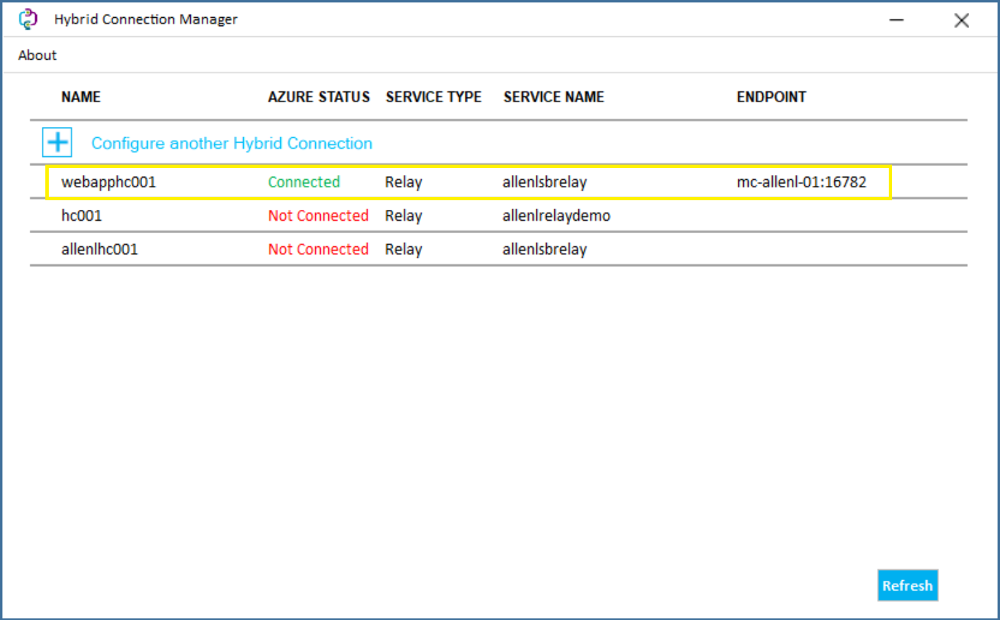 Hybrid Connection Manager
About
NAME AZURE STATUS SERVICE TYPE SERVICE NAME ENDPOINT
Configure another Hybrid Connection
webapphc001 Connected Relay allenlsbrelay mc-allenl-01:16782
hc001 Not Connected Relay allenlrelaydemo
allenlhc001 Not Connected Relay allenlsbrelay
Refresh